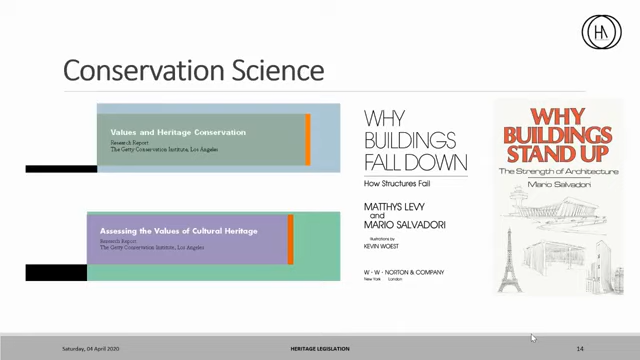 HA
Conservation Science
Values and Heritage Conservation
Research Report
The Getty Conservation Institute, Los Angeles
Assessing the Values of Cultural Heritage
Research Report
The Getty Conservation Institute, Los Angeles
WHY
BUILDINGS
FALL DOWN
How Structures Fail
MATTHYS LEVY
and
MARIO SALVADORI
Illustrations by
KEVIN WOEST
W · W · NORTON & COMPANY
New York London
WHY
BUILDINGS
STAND UP
The Strength of Architecture
Mario Salvadori
Saturday, 04 April 2020
HERITAGE LEGISLATION
14